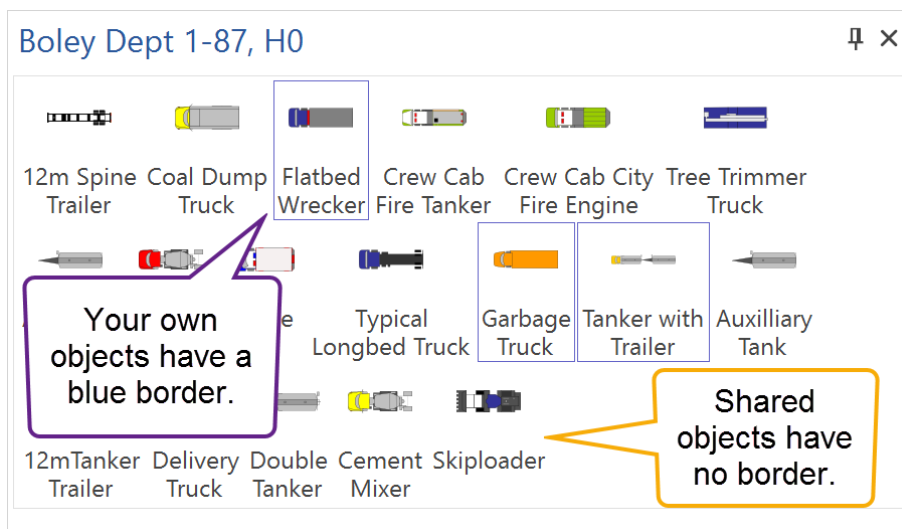 Boley Dept 1-87, H0
12m Spine Coal Dump Flatbed Crew Cab Crew Cab City Tree Trimmer
Trailer Truck Wrecker Fire Tanker Fire Engine Truck
Typical Garbage Tanker with Auxilliary
Longbed Truck Truck Trailer Tank
Your own
objects have a
blue border.
12mTanker Delivery Double Cement Skiploader
Trailer Truck Tanker Mixer
Shared
objects have
no border.